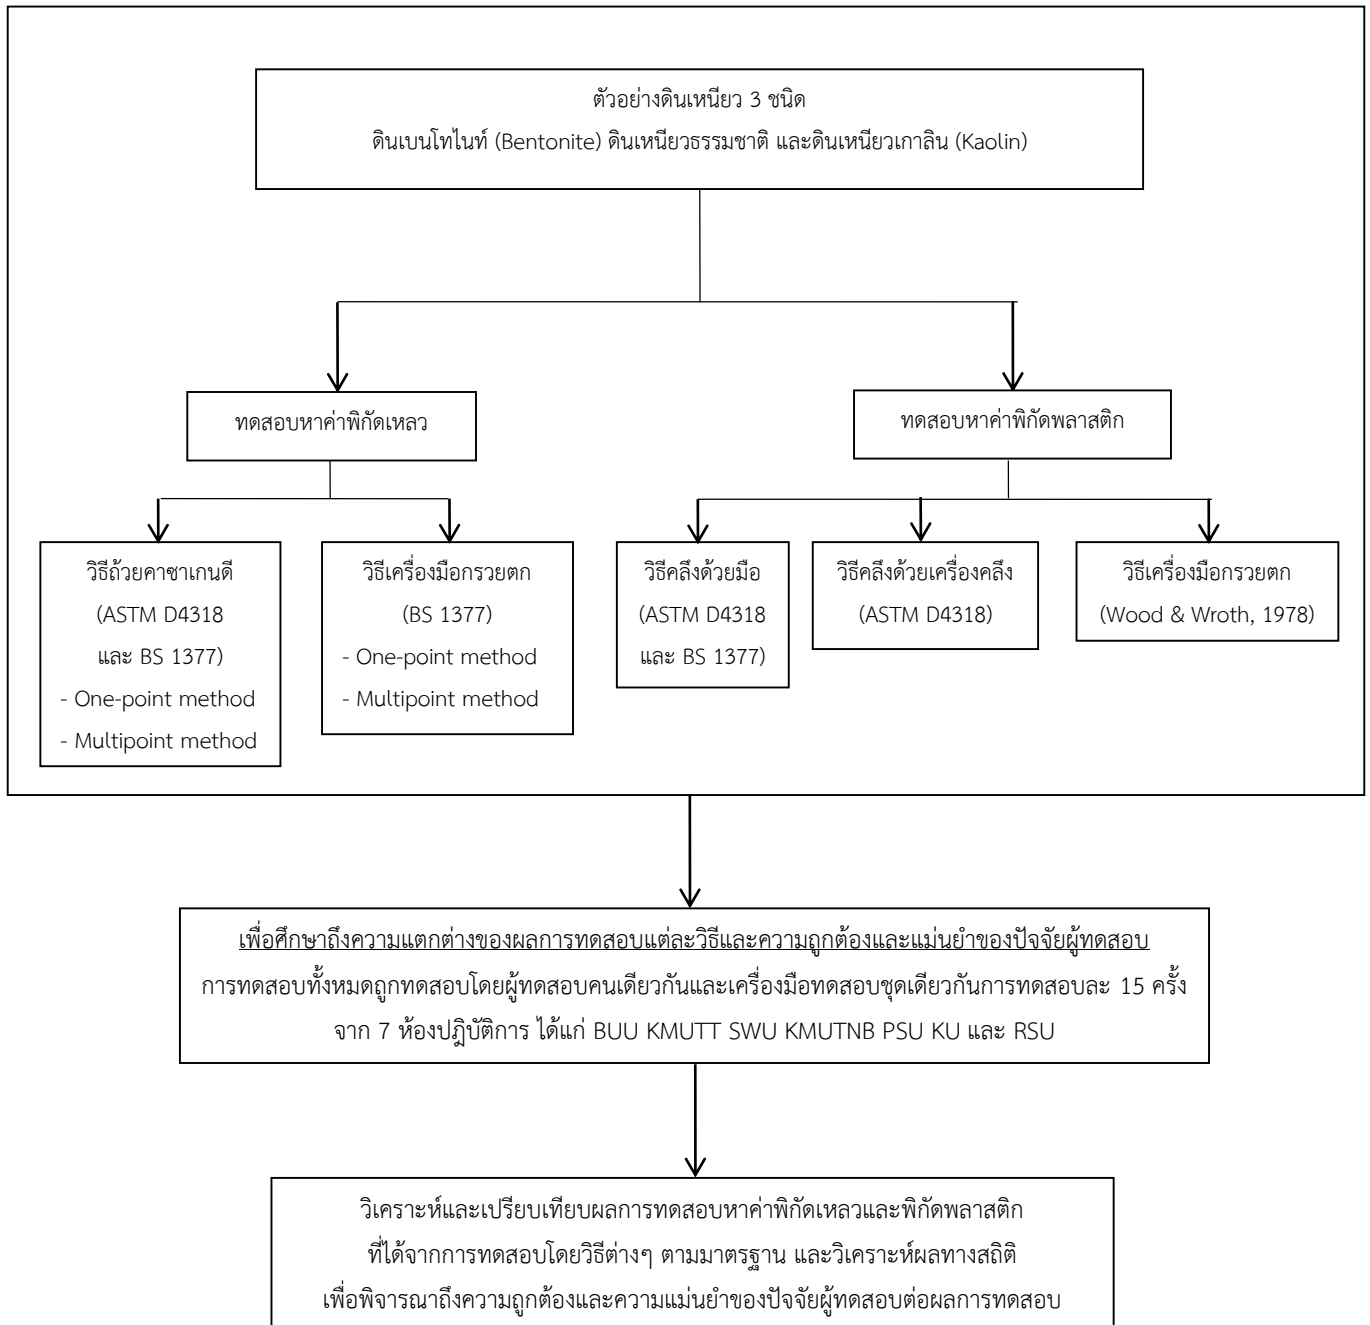 ตัวอย่างดินเหนียว 3 ชนิด
ดินเบนโทไนท์ (Bentonite) ดินเหนียวธรรมชาติ และดินเหนียวเกาลิน (Kaolin)
ทดสอบหาค่าพิกัดเหลว
ทดสอบหาค่าพิกัดพลาสติก
วิธีถ้วยคาซาเกนดี
(ASTM D4318
และ BS 1377)
- One-point method
- Multipoint method
วิธีเครื่องมือกรวยตก
(BS 1377)
- One-point method
- Multipoint method
วิธีคลึงด้วยมือ
(ASTM D4318
และ BS 1377)
วิธีคลึงด้วยเครื่องคลึง
(ASTM D4318)
วิธีเครื่องมือกรวยตก
(Wood & Wroth, 1978)
เพื่อศึกษาถึงความแตกต่างของผลการทดสอบแต่ละวิธีและความถูกต้องและแม่นยำของปัจจัยผู้ทดสอบ
การทดสอบทั้งหมดถูกทดสอบโดยผู้ทดสอบคนเดียวกันและเครื่องมือทดสอบชุดเดียวกันการทดสอบละ 15 ครั้ง
จาก 7 ห้องปฏิบัติการ ได้แก่ BUU KMUTT SWU KMUTNB PSU KU และ RSU
วิเคราะห์และเปรียบเทียบผลการทดสอบหาค่าพิกัดเหลวและพิกัดพลาสติก
ที่ได้จากการทดสอบโดยวิธีต่างๆ ตามมาตรฐาน และวิเคราะห์ผลทางสถิติ
เพื่อพิจารณาถึงความถูกต้องและความแม่นยำของปัจจัยผู้ทดสอบต่อผลการทดสอบ